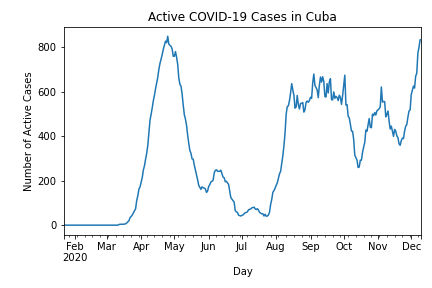 Active COVID-19 Cases in Cuba
Number of Active Cases
800
600
400
200
0
Feb Mar Apr May Jun Jul Aug Sep Oct Nov Dec
2020
Day